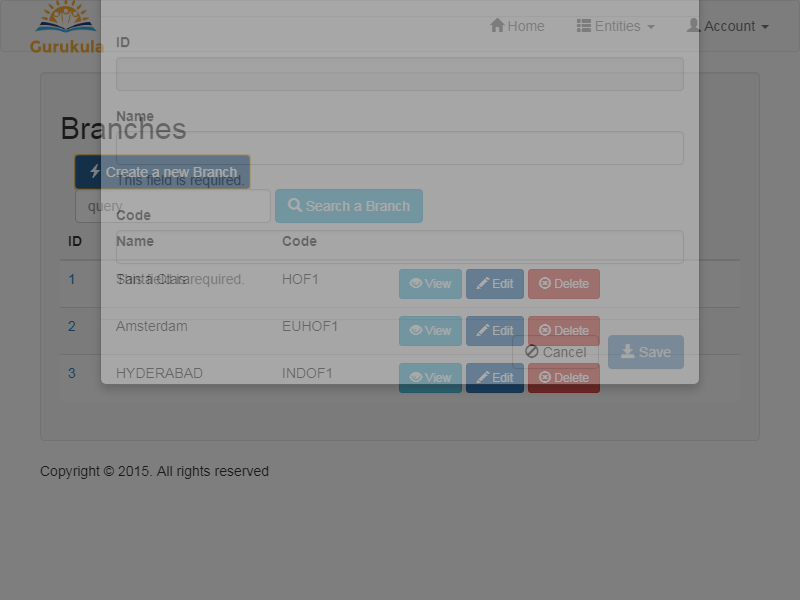 Gurukula
Home
Entities
Account
ID
Name
Branches
Create a new Branch
This field is required.
query
Search a Branch
Code
ID
Name
Code
1
Santa Clara
HOF1
View
Edit
Delete
This field is required.
2
Amsterdam
EUHOF1
View
Edit
Delete
Cancel
Save
3
HYDERABAD
INDOF1
View
Edit
Delete
Copyright © 2015. All rights reserved